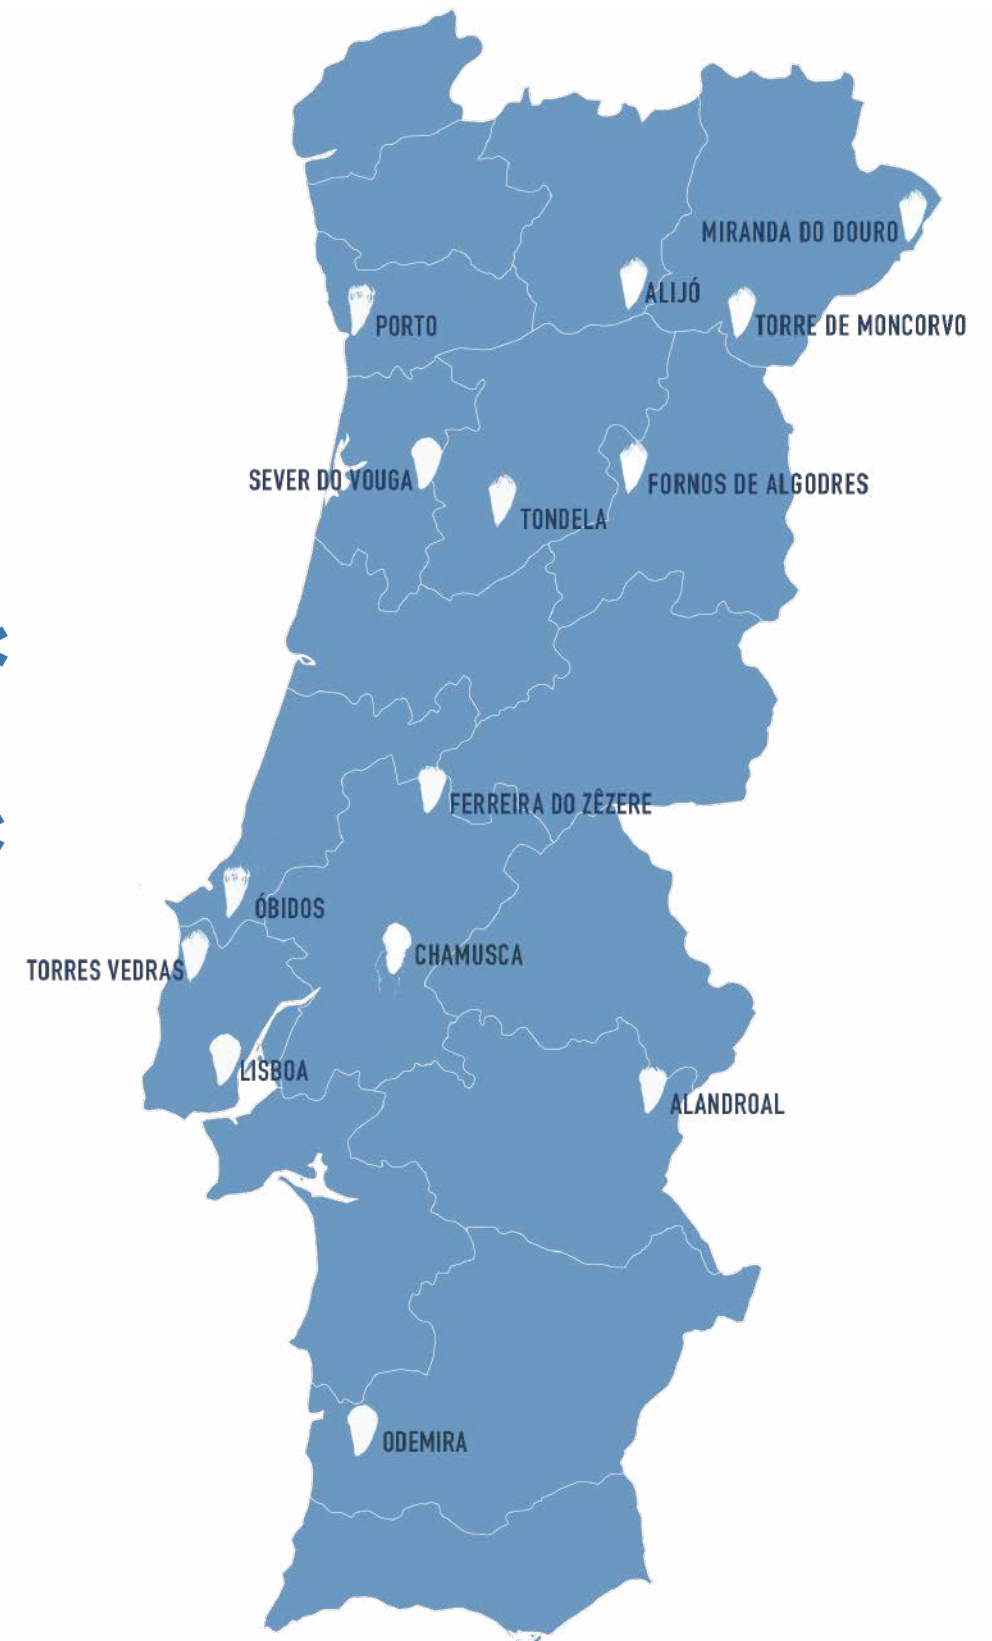 MIRANDA DO DOURO
ALIJÓ
PORTO
TORRE DE MONCORVO
SEVER DO VOUGA
FORNOS DE ALGODRES
TONDELA
FERREIRA DO ZÊZERE
ÓBIDOS
CHAMUSCA
TORRES VEDRAS
LISBOA
ALANDROAL
ODEMIRA